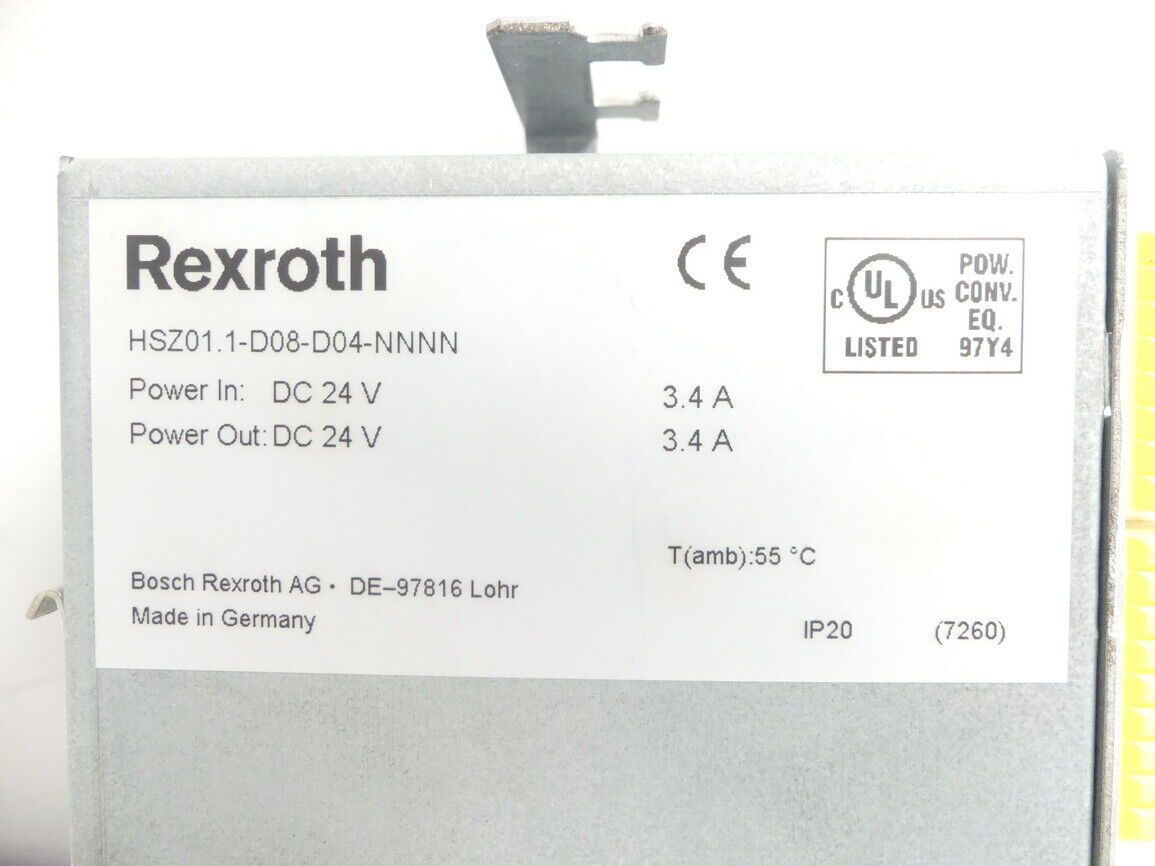 Rexroth
CE
HSZ01.1-D08-D04-NNNN
C UL US LISTED
POW.
CONV.
EQ.
97Y4
Power In: DC 24 V 3.4 A
Power Out: DC 24 V 3.4 A
T(amb):55 °C
Bosch Rexroth AG · DE–97816 Lohr
Made in Germany
IP20 (7260)